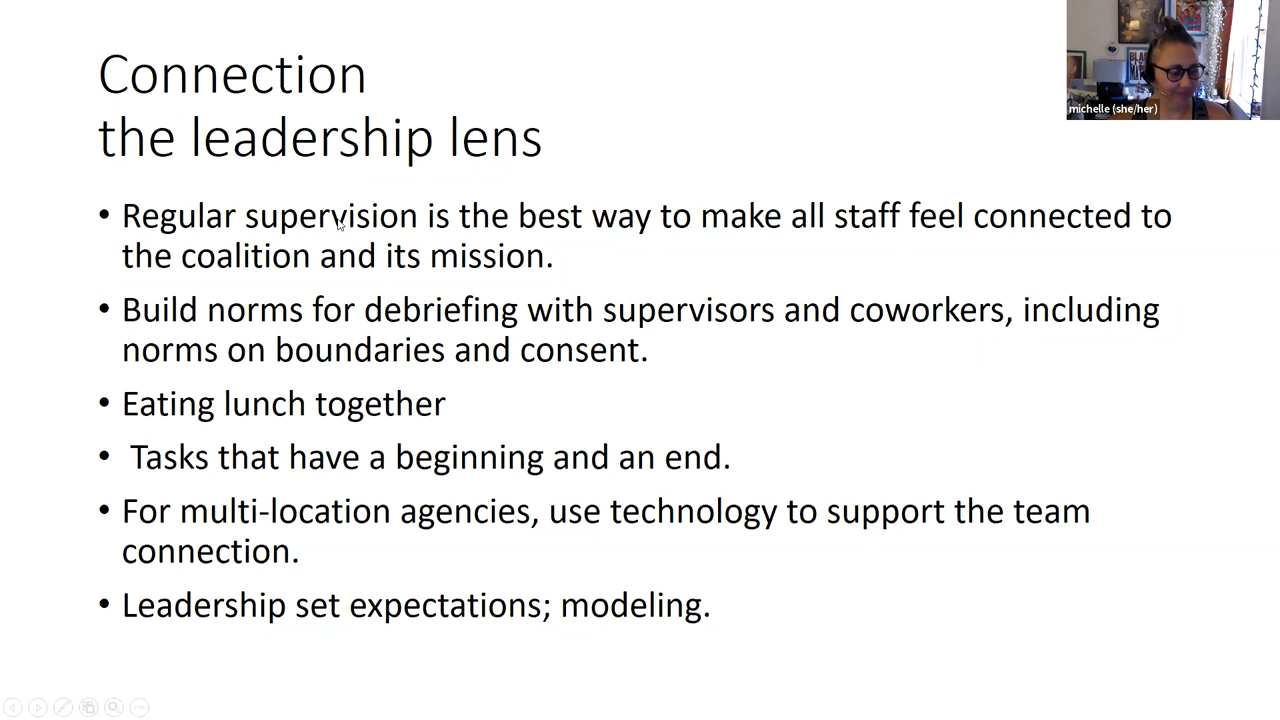 Connection
the leadership lens
michelle (she/her)
• Regular supervision is the best way to make all staff feel connected to
the coalition and its mission.
• Build norms for debriefing with supervisors and coworkers, including
norms on boundaries and consent.
• Eating lunch together
• Tasks that have a beginning and an end.
• For multi-location agencies, use technology to support the team
connection.
• Leadership set expectations; modeling.